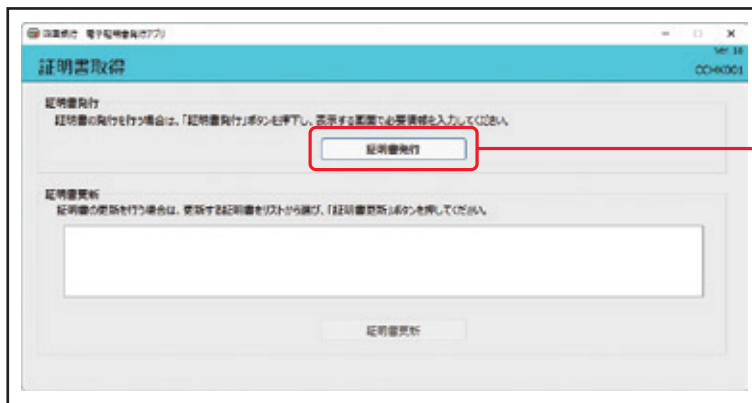 四国銀行 電子証明書発行アプリ
証明書取得
CCHK001
証明書発行
証明書の発行を行う場合は、「証明書発行」ボタンを押下し、表示する画面で必要情報を入力してください。
証明書発行
証明書更新
証明書の更新を行う場合は、更新する証明書をリストから選び、「証明書更新」ボタンを押してください。
証明書更新